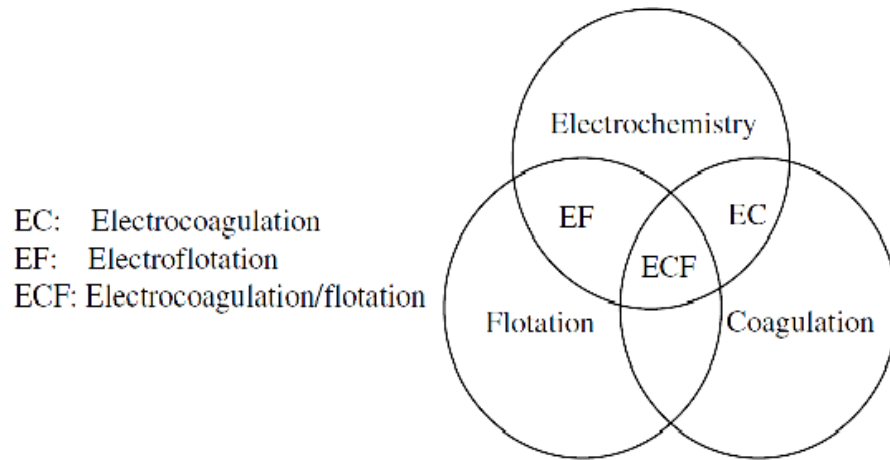 Electrochemistry
EF
EC
ECF
Flotation
Coagulation
EC: Electrocoagulation
EF: Electroflotation
ECF: Electrocoagulation/flotation